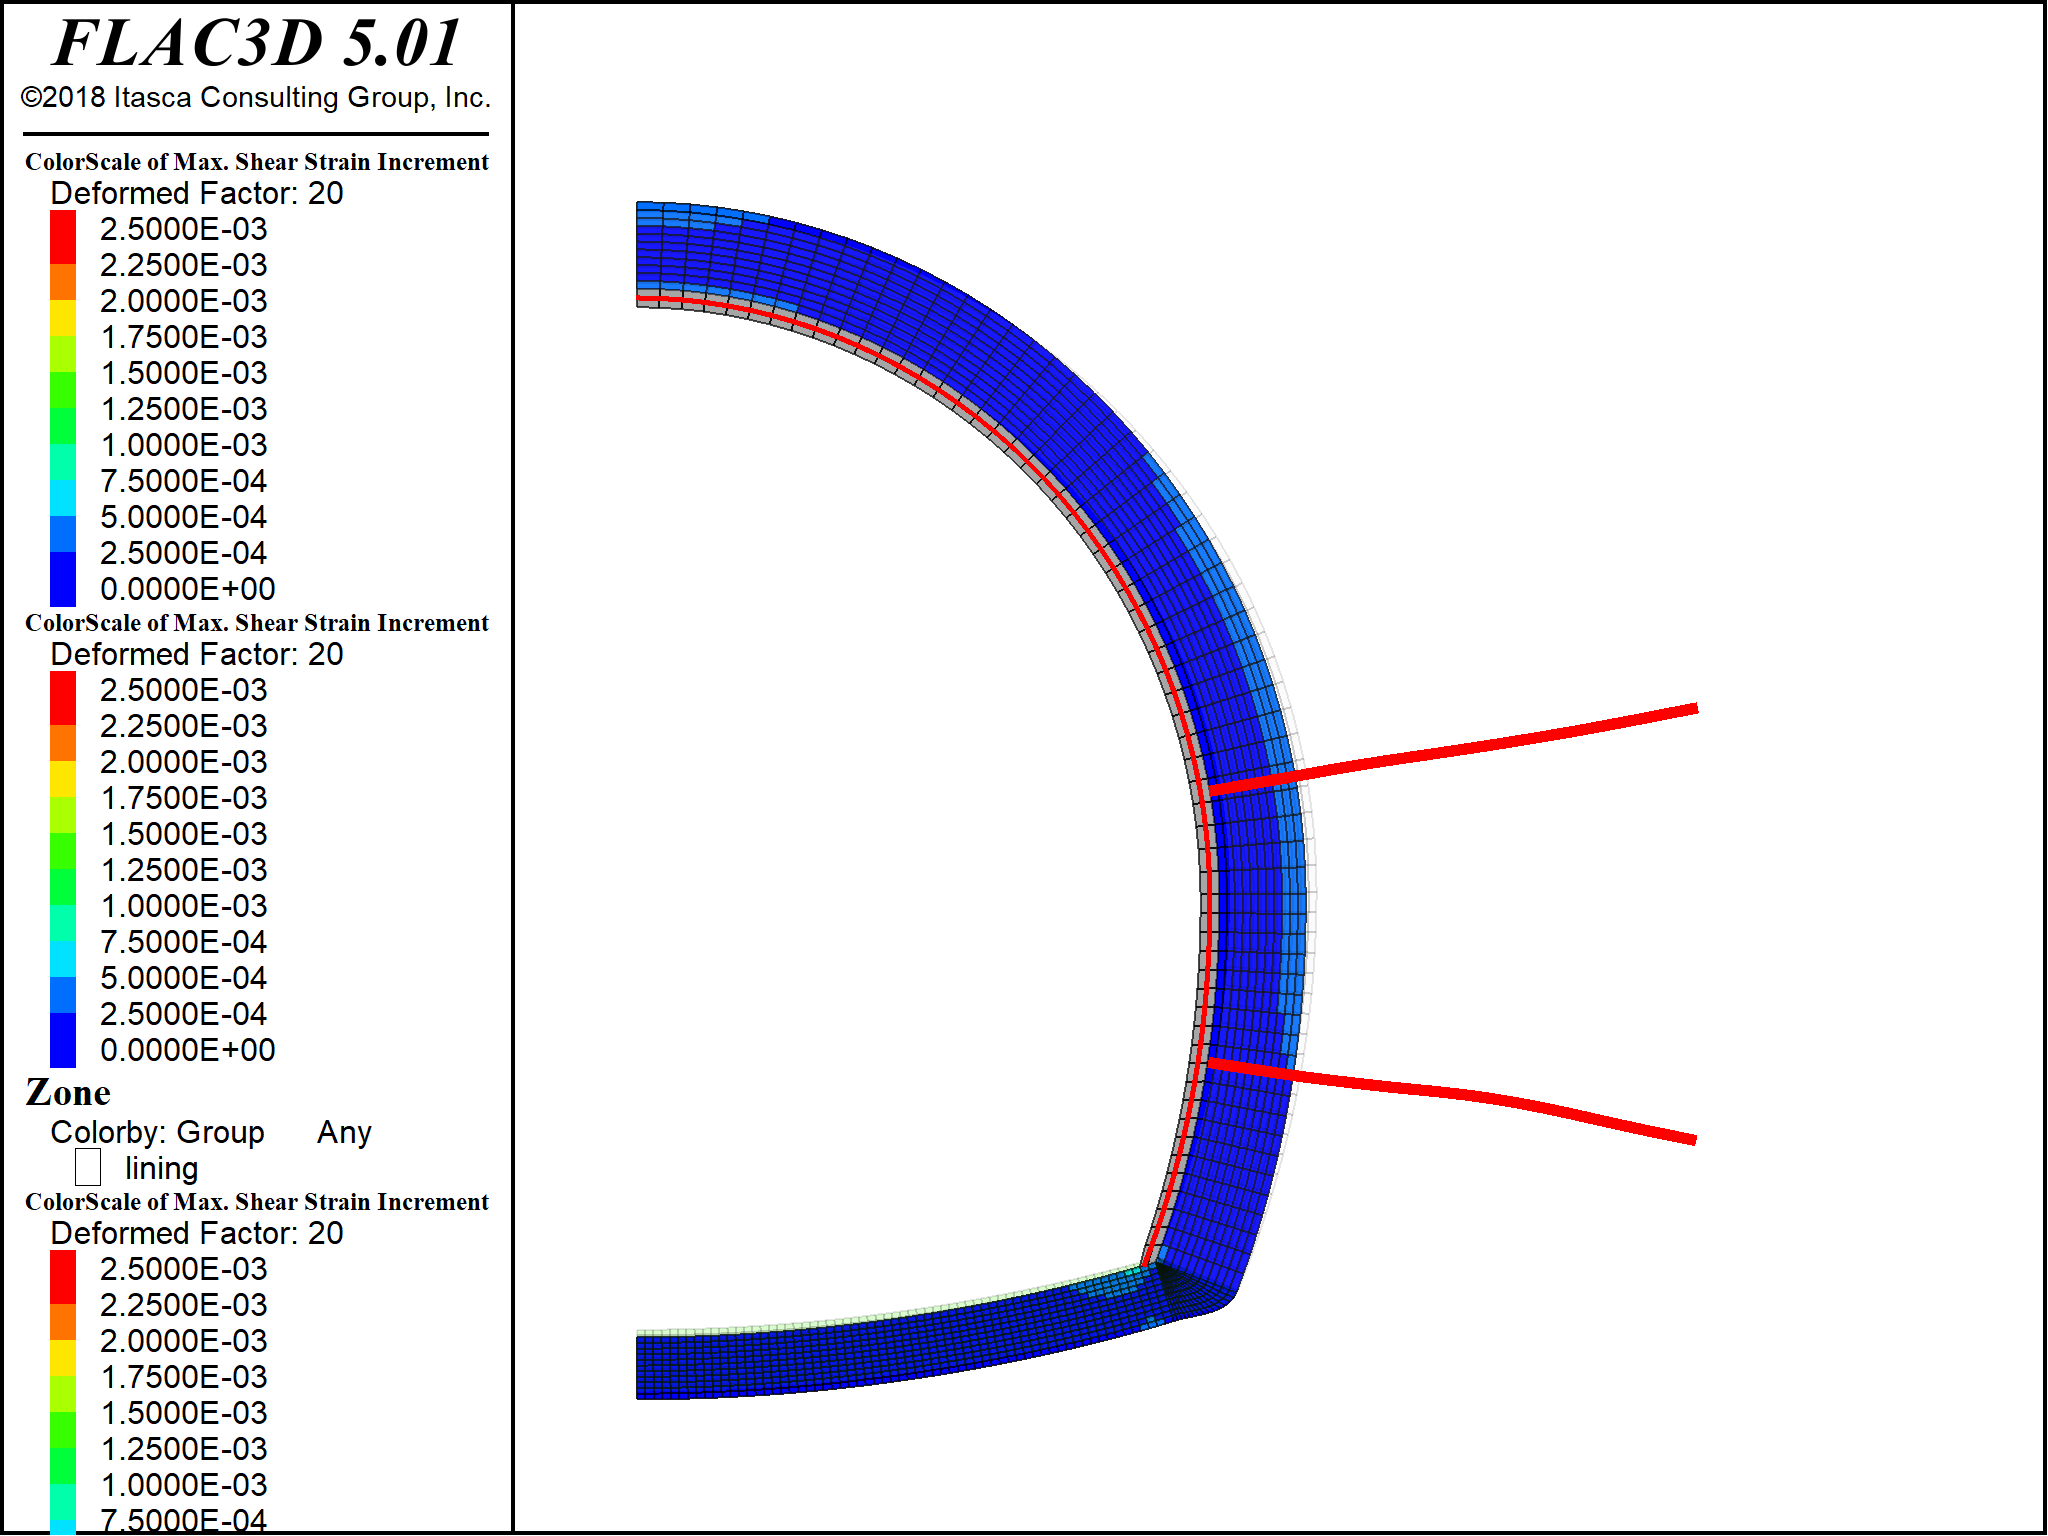 FLAC3D 5.01
©2018 Itasca Consulting Group, Inc.
ColorScale of Max. Shear Strain Increment
Deformed Factor: 20
2.5000E-03
2.2500E-03
2.0000E-03
1.7500E-03
1.5000E-03
1.2500E-03
1.0000E-03
7.5000E-04
5.0000E-04
2.5000E-04
0.0000E+00
ColorScale of Max. Shear Strain Increment
Deformed Factor: 20
2.5000E-03
2.2500E-03
2.0000E-03
1.7500E-03
1.5000E-03
1.2500E-03
1.0000E-03
7.5000E-04
5.0000E-04
2.5000E-04
0.0000E+00
Zone
Colorby: Group Any
lining
ColorScale of Max. Shear Strain Increment
Deformed Factor: 20
2.5000E-03
2.2500E-03
2.0000E-03
1.7500E-03
1.5000E-03
1.2500E-03
1.0000E-03
7.5000E-04